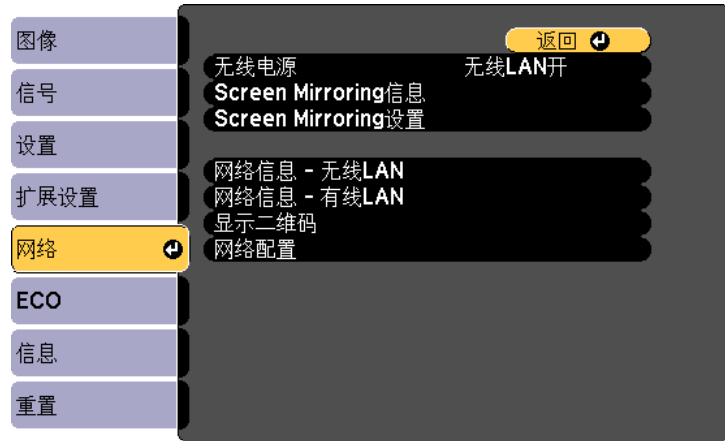 图像
信号
设置
扩展设置
网络
ECO
信息
重置
返回
无线电源 无线LAN开
Screen Mirroring信息
Screen Mirroring设置
网络信息 - 无线LAN
网络信息 - 有线LAN
显示二维码
网络配置